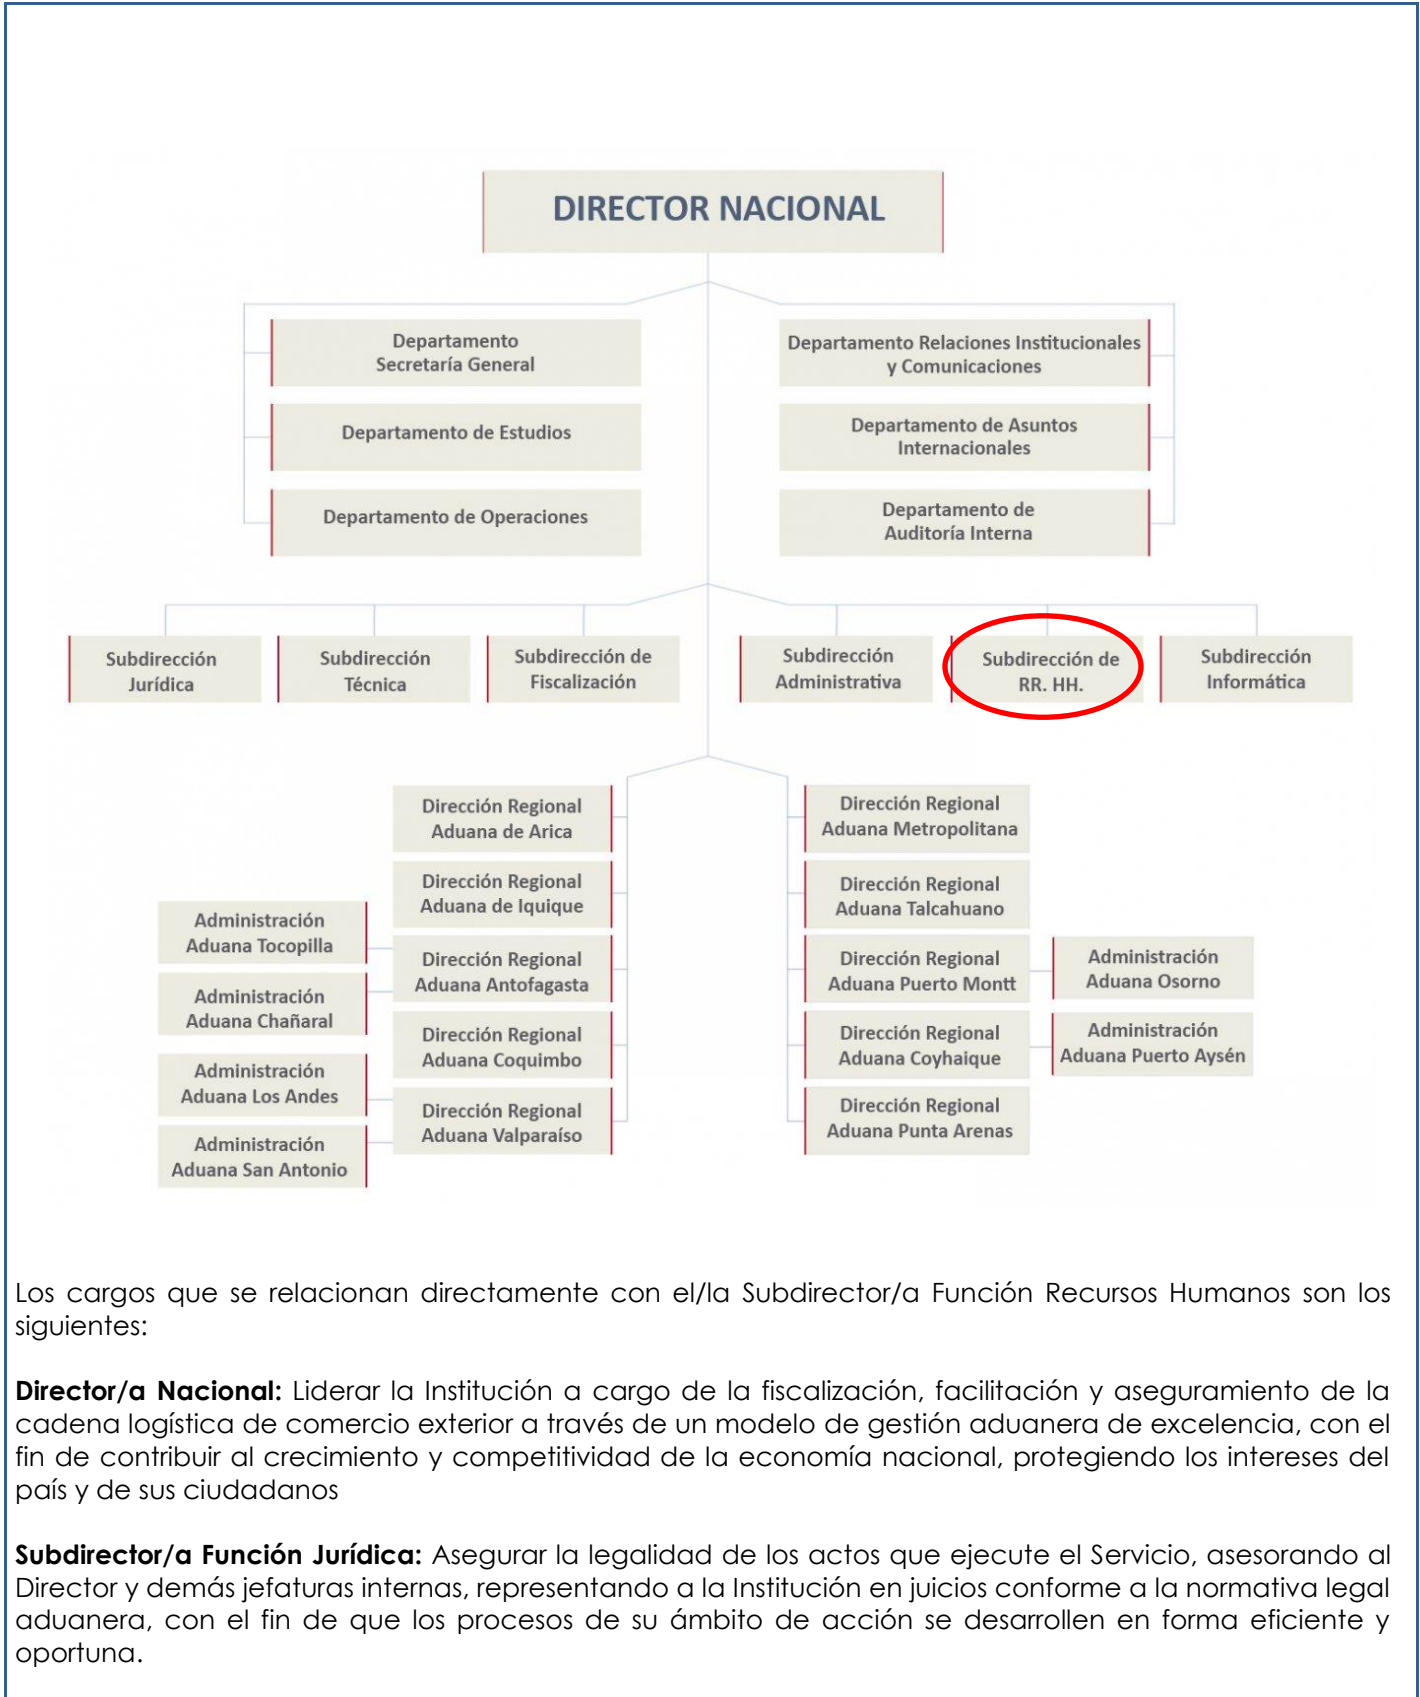 DIRECTOR NACIONAL
Departamento
Secretaría General
Departamento de Estudios
Departamento de Operaciones
Departamento Relaciones Institucionales
y Comunicaciones
Departamento de Asuntos
Internacionales
Departamento de
Auditoría Interna
Subdirección
Jurídica
Subdirección
Técnica
Subdirección de
Fiscalización
Subdirección
Administrativa
Subdirección de
RR. HH.
Subdirección
Informática
Dirección Regional
Aduana de Arica
Dirección Regional
Aduana de Iquique
Dirección Regional
Aduana Antofagasta
Dirección Regional
Aduana Coquimbo
Dirección Regional
Aduana Valparaíso
Administración
Aduana Tocopilla
Administración
Aduana Chañaral
Administración
Aduana Los Andes
Administración
Aduana San Antonio
Dirección Regional
Aduana Metropolitana
Dirección Regional
Aduana Talcahuano
Dirección Regional
Aduana Puerto Montt
Dirección Regional
Aduana Coyhaique
Dirección Regional
Aduana Punta Arenas
Administración
Aduana Osorno
Administración
Aduana Puerto Aysén
Los cargos que se relacionan directamente con el/la Subdirector/a Función Recursos Humanos son los
siguientes:
Director/a Nacional: Liderar la Institución a cargo de la fiscalización, facilitación y aseguramiento de la
cadena logística de comercio exterior a través de un modelo de gestión aduanera de excelencia, con el
fin de contribuir al crecimiento y competitividad de la economía nacional, protegiendo los intereses del
país y de sus ciudadanos
Subdirector/a Función Jurídica: Asegurar la legalidad de los actos que ejecute el Servicio, asesorando al
Director y demás jefaturas internas, representando a la Institución en juicios conforme a la normativa legal
aduanera, con el fin de que los procesos de su ámbito de acción se desarrollen en forma eficiente y
oportuna.